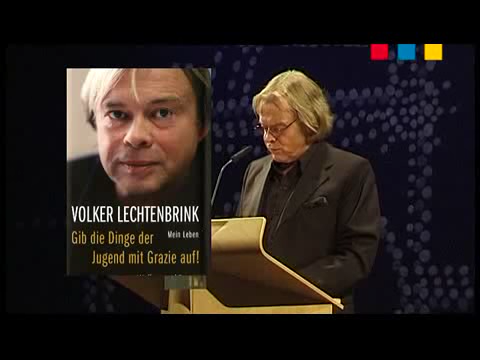 VOLKER LECHTENBRINK
Mein Leben
Gib die Dinge der
Jugend mit Grazie auf!